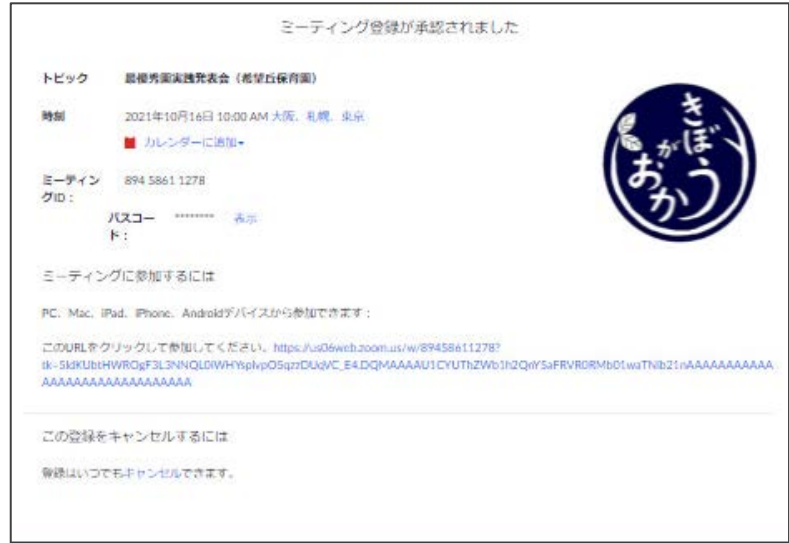 ミーティング登録が承認されました
トピック 最優秀園実践発表会（希望丘保育園）
時刻 2021年10月16日 10:00 AM 大阪、札幌、東京
カレンダーに追加
ミーティン 894 5861 1278
グID：
パスコー ******** 表示
ド：
きぼう
がおか
ミーティングに参加するには
PC、Mac、iPad、iPhone、Androidデバイスから参加できます：
このURLをクリックして参加してください。https://us06web.zoom.us/w/89458611278?
この登録をキャンセルするには
登録はいつでもキャンセルできます。